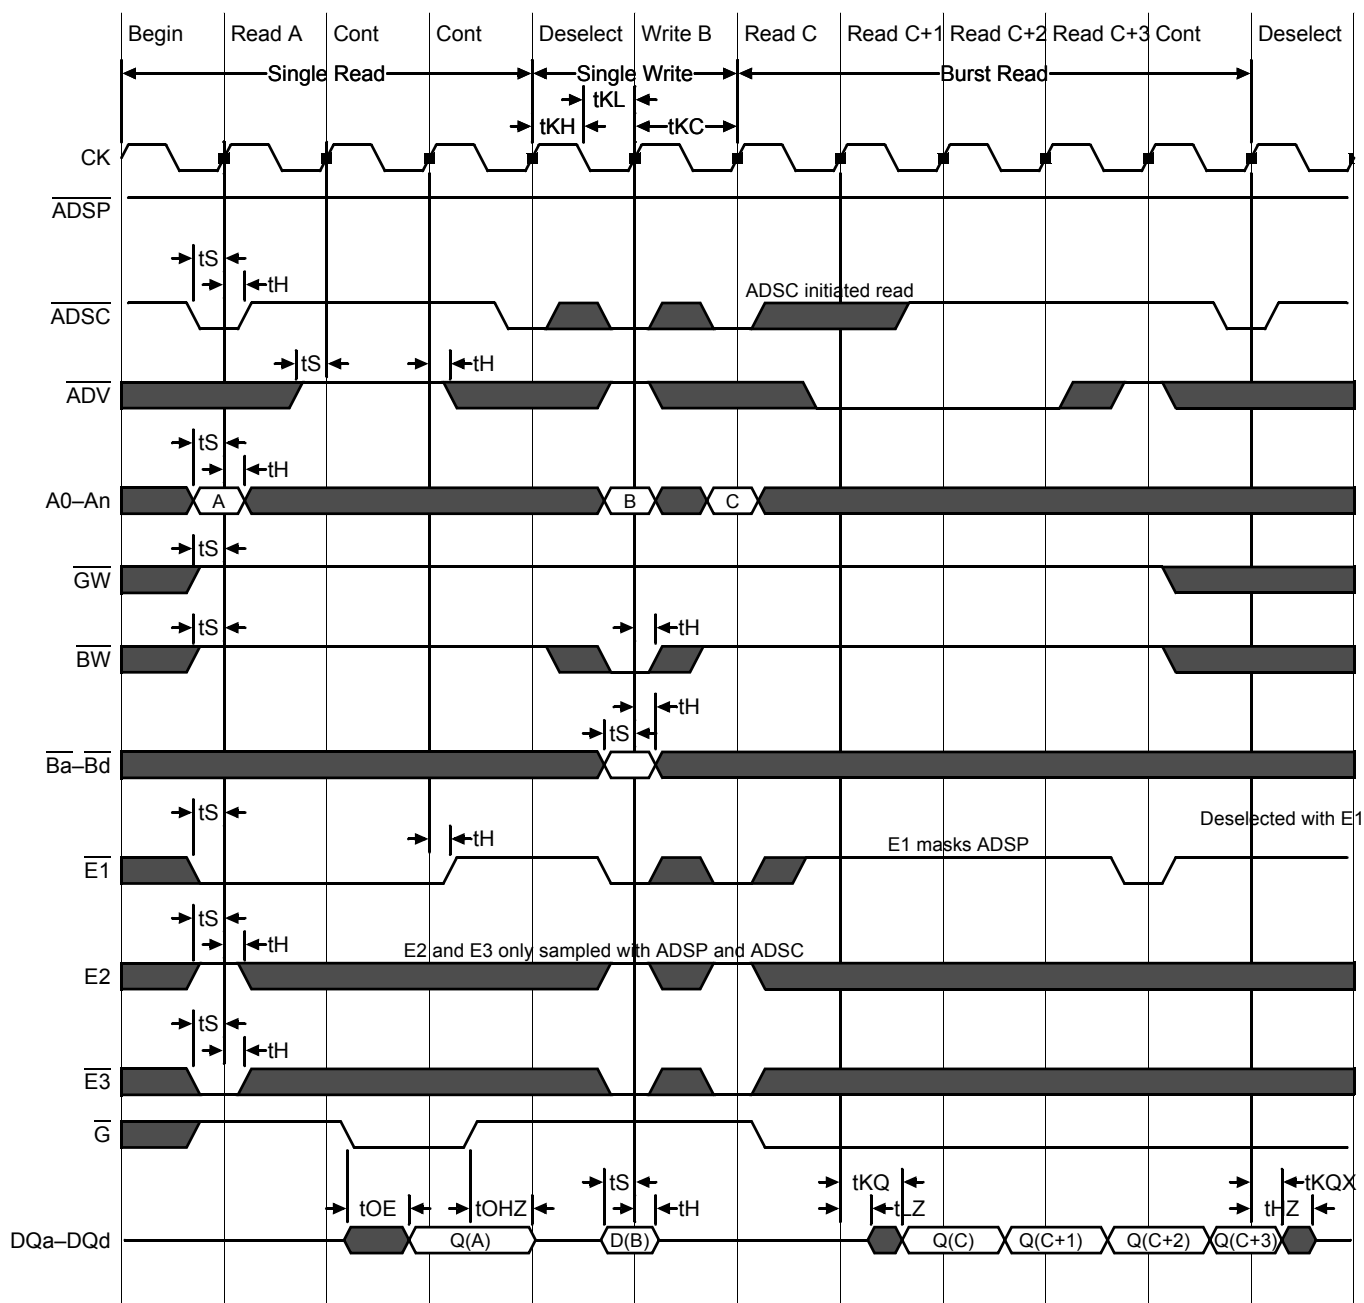 Begin Read A Cont Cont Deselect Write B Read C Read C+1 Read C+2 Read C+3 Cont Deselect
Single Read Single Write Burst Read
tKL
tKH tKC
CK
ADSP
tS
tH
ADSC initiated read
ADSC
tS tH
ADV
tS
tH
A0–An A B C
tS
GW
tS tH
BW
tH
tS
Ba–Bd
tS
Deselected with E1
tH
E1 masks ADSP
E1
tS
tH
E2 and E3 only sampled with ADSP and ADSC
E2
tS
tH
E3
G
tS tKQ tKQX
tOE tOHZ tH tLZ tHZ
DQa–DQd Q(A) D(B) Q(C) Q(C+1) Q(C+2) Q(C+3)